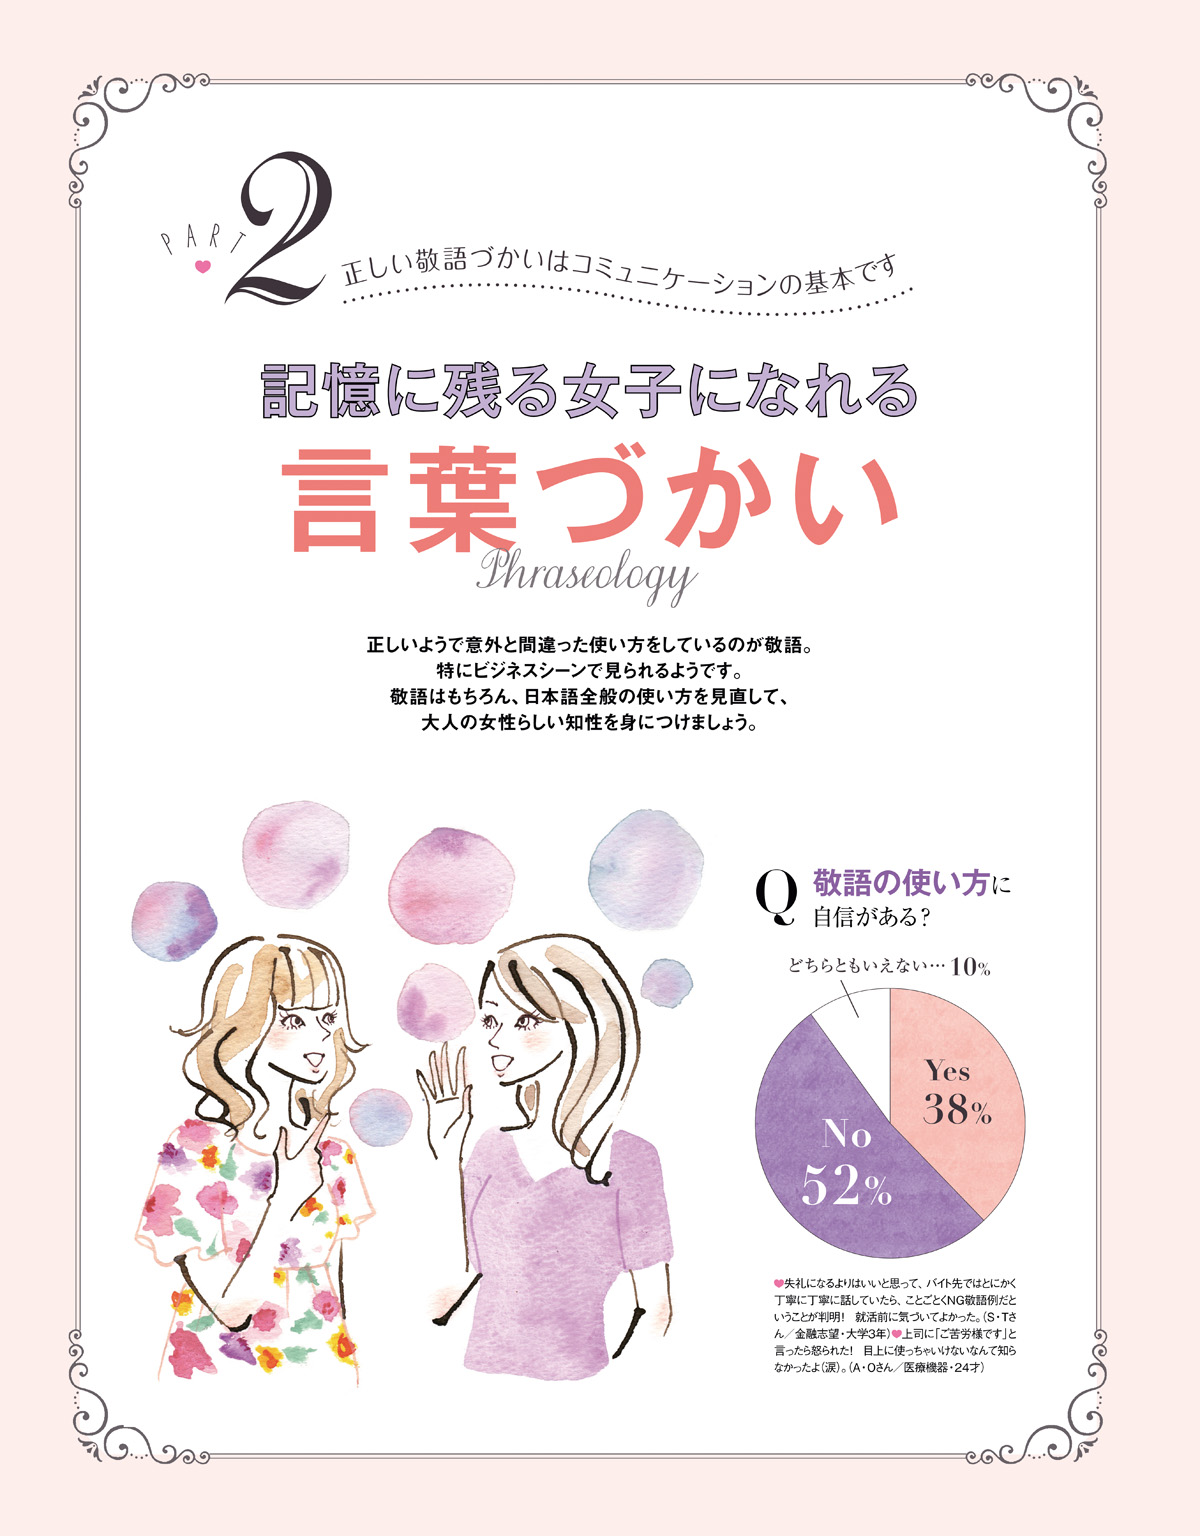 PART
2
正しい敬語づかいはコミュニケーションの基本です
記憶に残る女子になれる
言葉づかい
Phraseology
正しいようで意外と間違った使い方をしているのが敬語。
特にビジネスシーンで見られるようです。
敬語はもちろん、日本語全般の使い方を見直して、
大人の女性らしい知性を身につけましょう。
Q 敬語の使い方に
自信がある？
どちらともいえない…10%
Yes
38%
No
52%
♥失礼になるよりはいいと思って、バイト先ではとにかく
丁寧に丁寧に話していたら、ことごとくNG敬語例だと
いうことが判明！　就活前に気づいてよかった。（S・Tさ
ん／金融志望・大学3年）♥上司に「ご苦労様です」と
言ったら怒られた！　目上に使っちゃいけないなんて知ら
なかったよ（涙）。（A・Oさん／医療機器・24才）